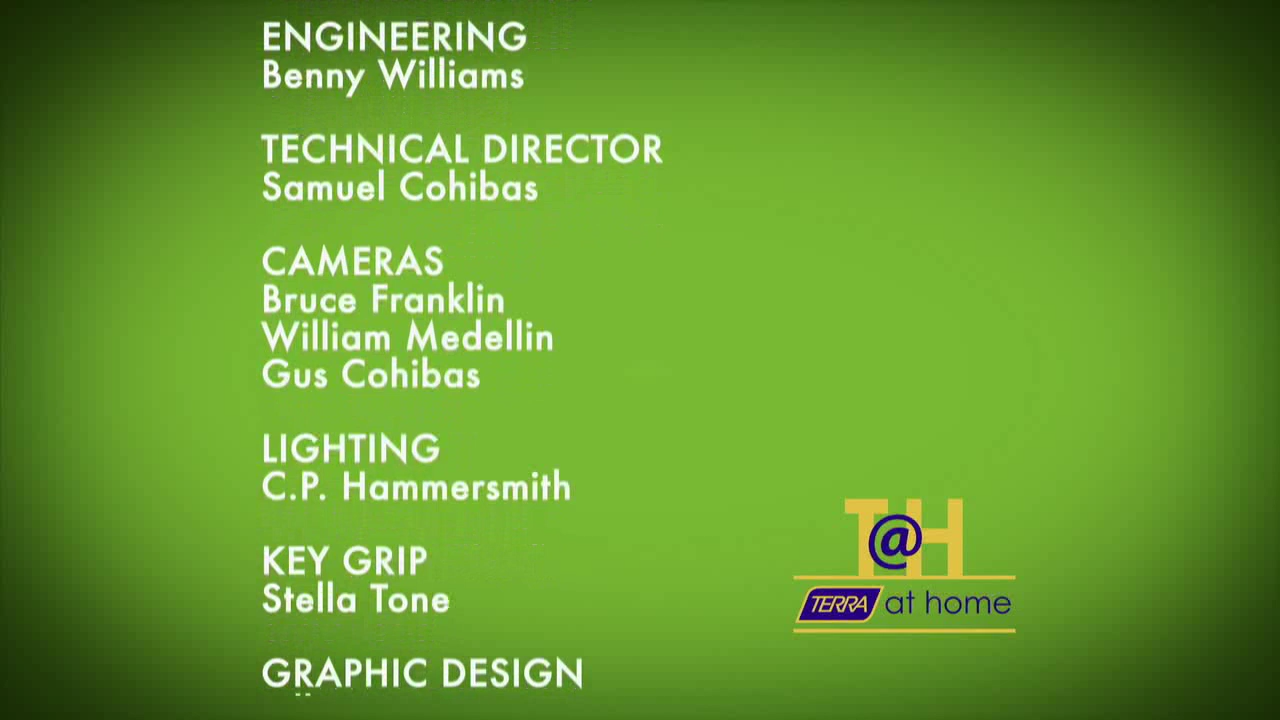 ENGINEERING
Benny Williams
TECHNICAL DIRECTOR
Samuel Cohibas
CAMERAS
Bruce Franklin
William Medellin
Gus Cohibas
LIGHTING
C.P. Hammersmith
KEY GRIP
Stella Tone
GRAPHIC DESIGN
T@H
TERRA at home